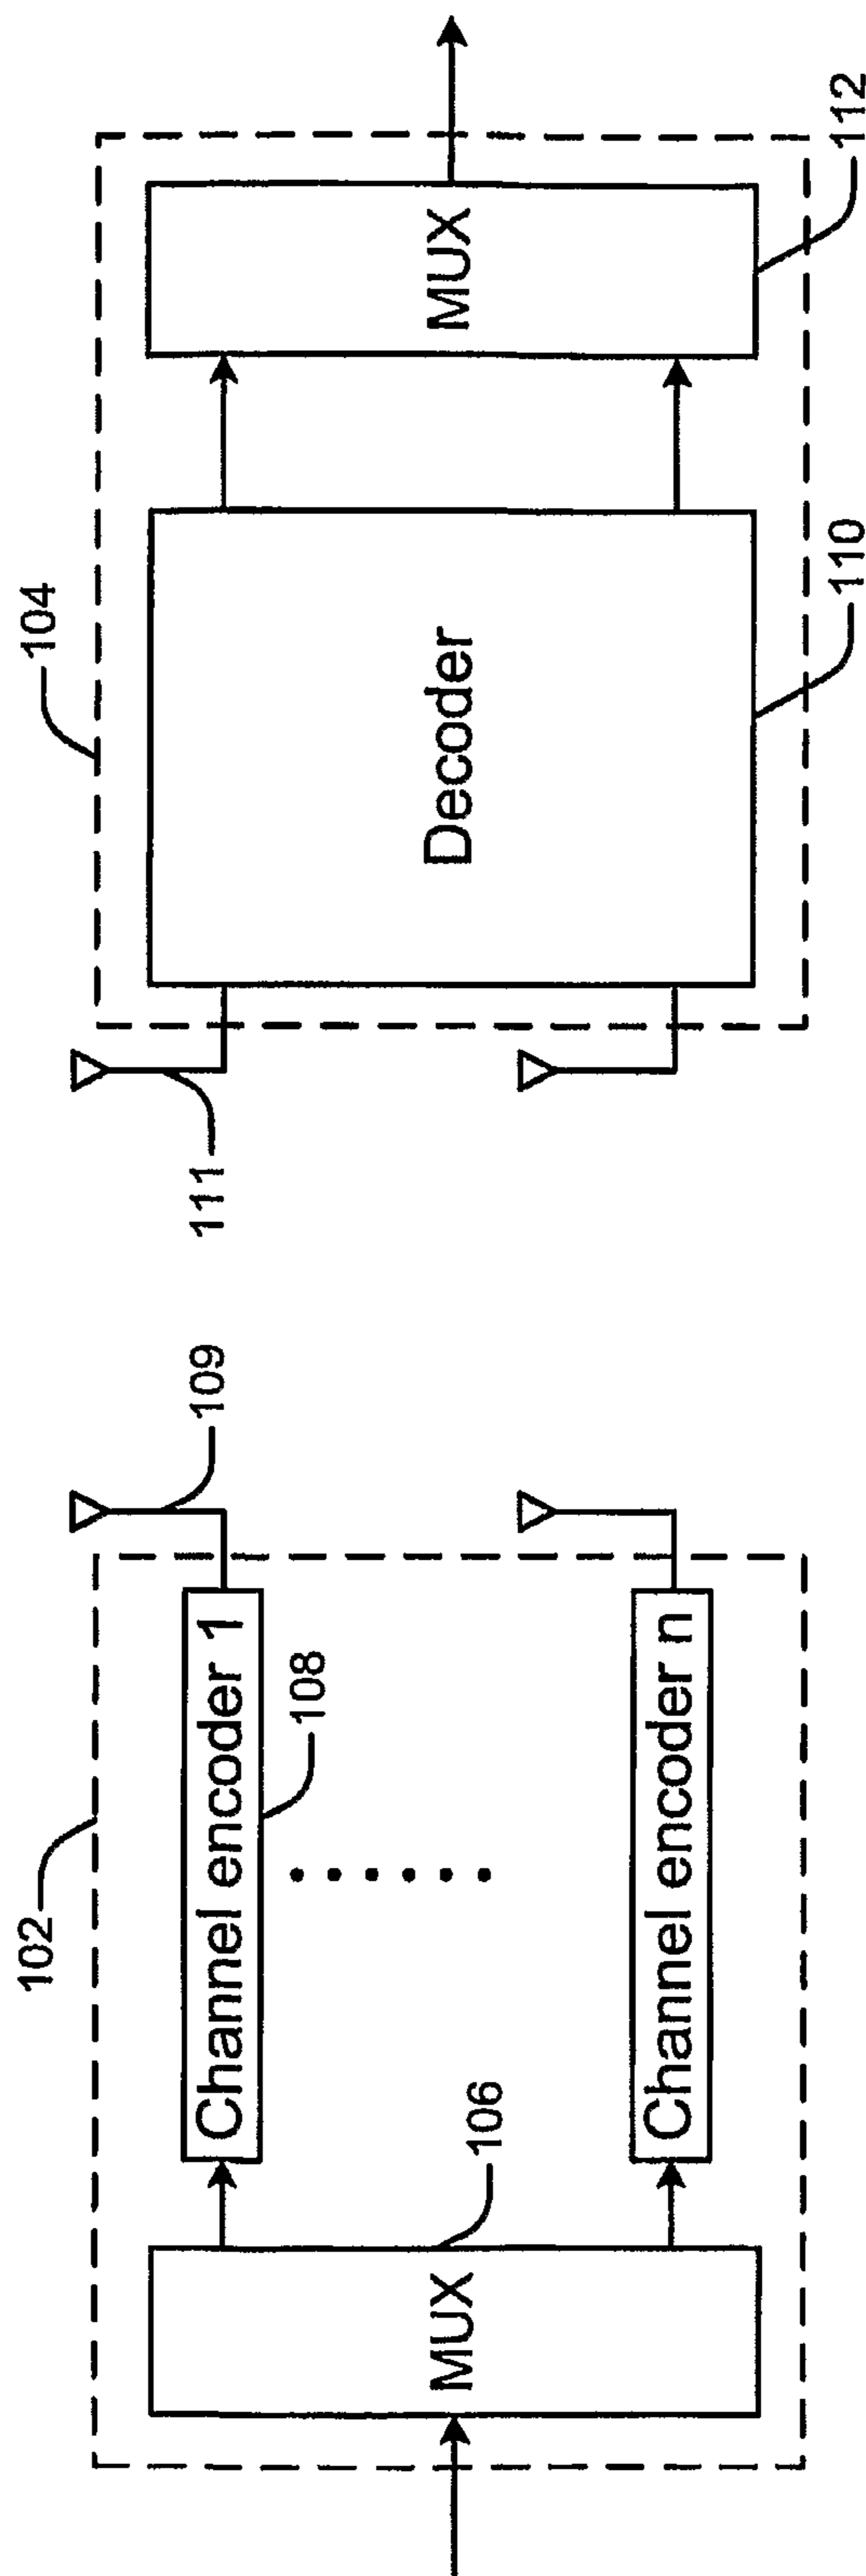 102
104
109
111
MUX
106
Channel encoder 1
108
Channel encoder n
Decoder
110
MUX
112